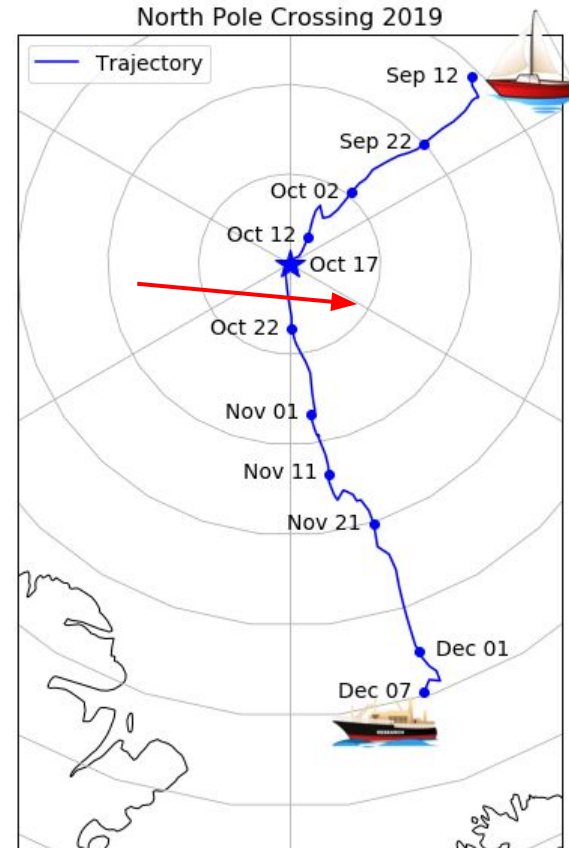 North Pole Crossing 2019
Trajectory
Sep 12
Sep 22
Oct 02
Oct 12
Oct 17
Oct 22
Nov 01
Nov 11
Nov 21
Dec 01
Dec 07
RESEARCH